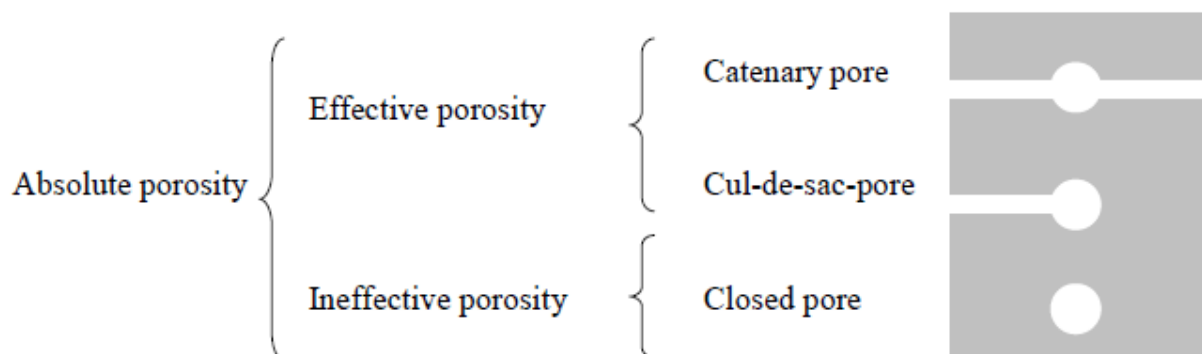 Absolute porosity
Effective porosity
Catenary pore
Cul-de-sac-pore
Ineffective porosity
Closed pore